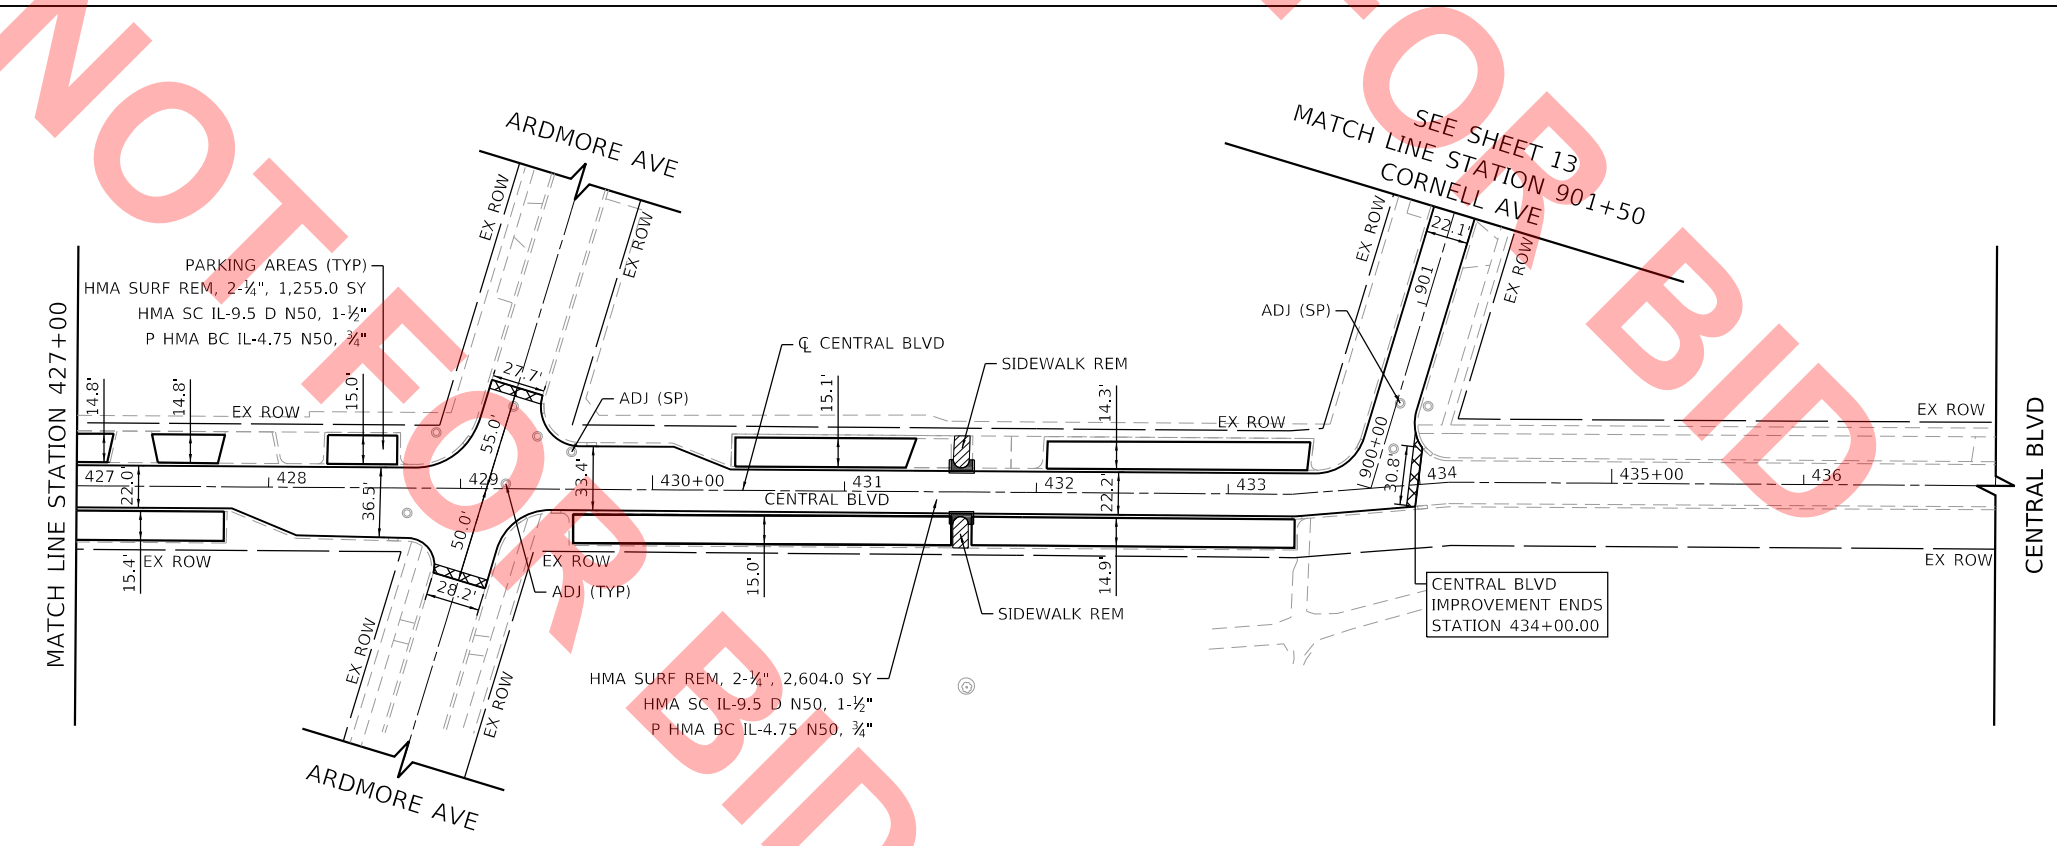 NOT FOR BID
FOR BID
ARDMORE AVE
SEE SHEET 13
MATCH LINE STATION 901+50
CORNELL AVE
EX ROW
EX ROW
EX ROW
EX ROW
22.1'
901
PARKING AREAS (TYP)
HMA SURF REM, 2-¼", 1,255.0 SY
HMA SC IL-9.5 D N50, 1-½"
P HMA BC IL-4.75 N50, ¾"
MATCH LINE STATION 427+00
ADJ (SP)
℄ CENTRAL BLVD
SIDEWALK REM
ADJ (SP)
14.8'
14.8'
15.0'
27.7'
15.1'
14.3'
EX ROW
EX ROW
EX ROW
55.0'
900+00
427
428
429
430+00
431
432
433
434
435+00
436
22.0'
36.5'
33.4'
22.2'
30.8'
CENTRAL BLVD
CENTRAL BLVD
50.0'
15.4'
EX ROW
EX ROW
EX ROW
28.2'
ADJ (TYP)
15.0'
14.9'
SIDEWALK REM
CENTRAL BLVD
IMPROVEMENT ENDS
STATION 434+00.00
EX ROW
EX ROW
HMA SURF REM, 2-¼", 2,604.0 SY
HMA SC IL-9.5 D N50, 1-½"
P HMA BC IL-4.75 N50, ¾"
ARDMORE AVE